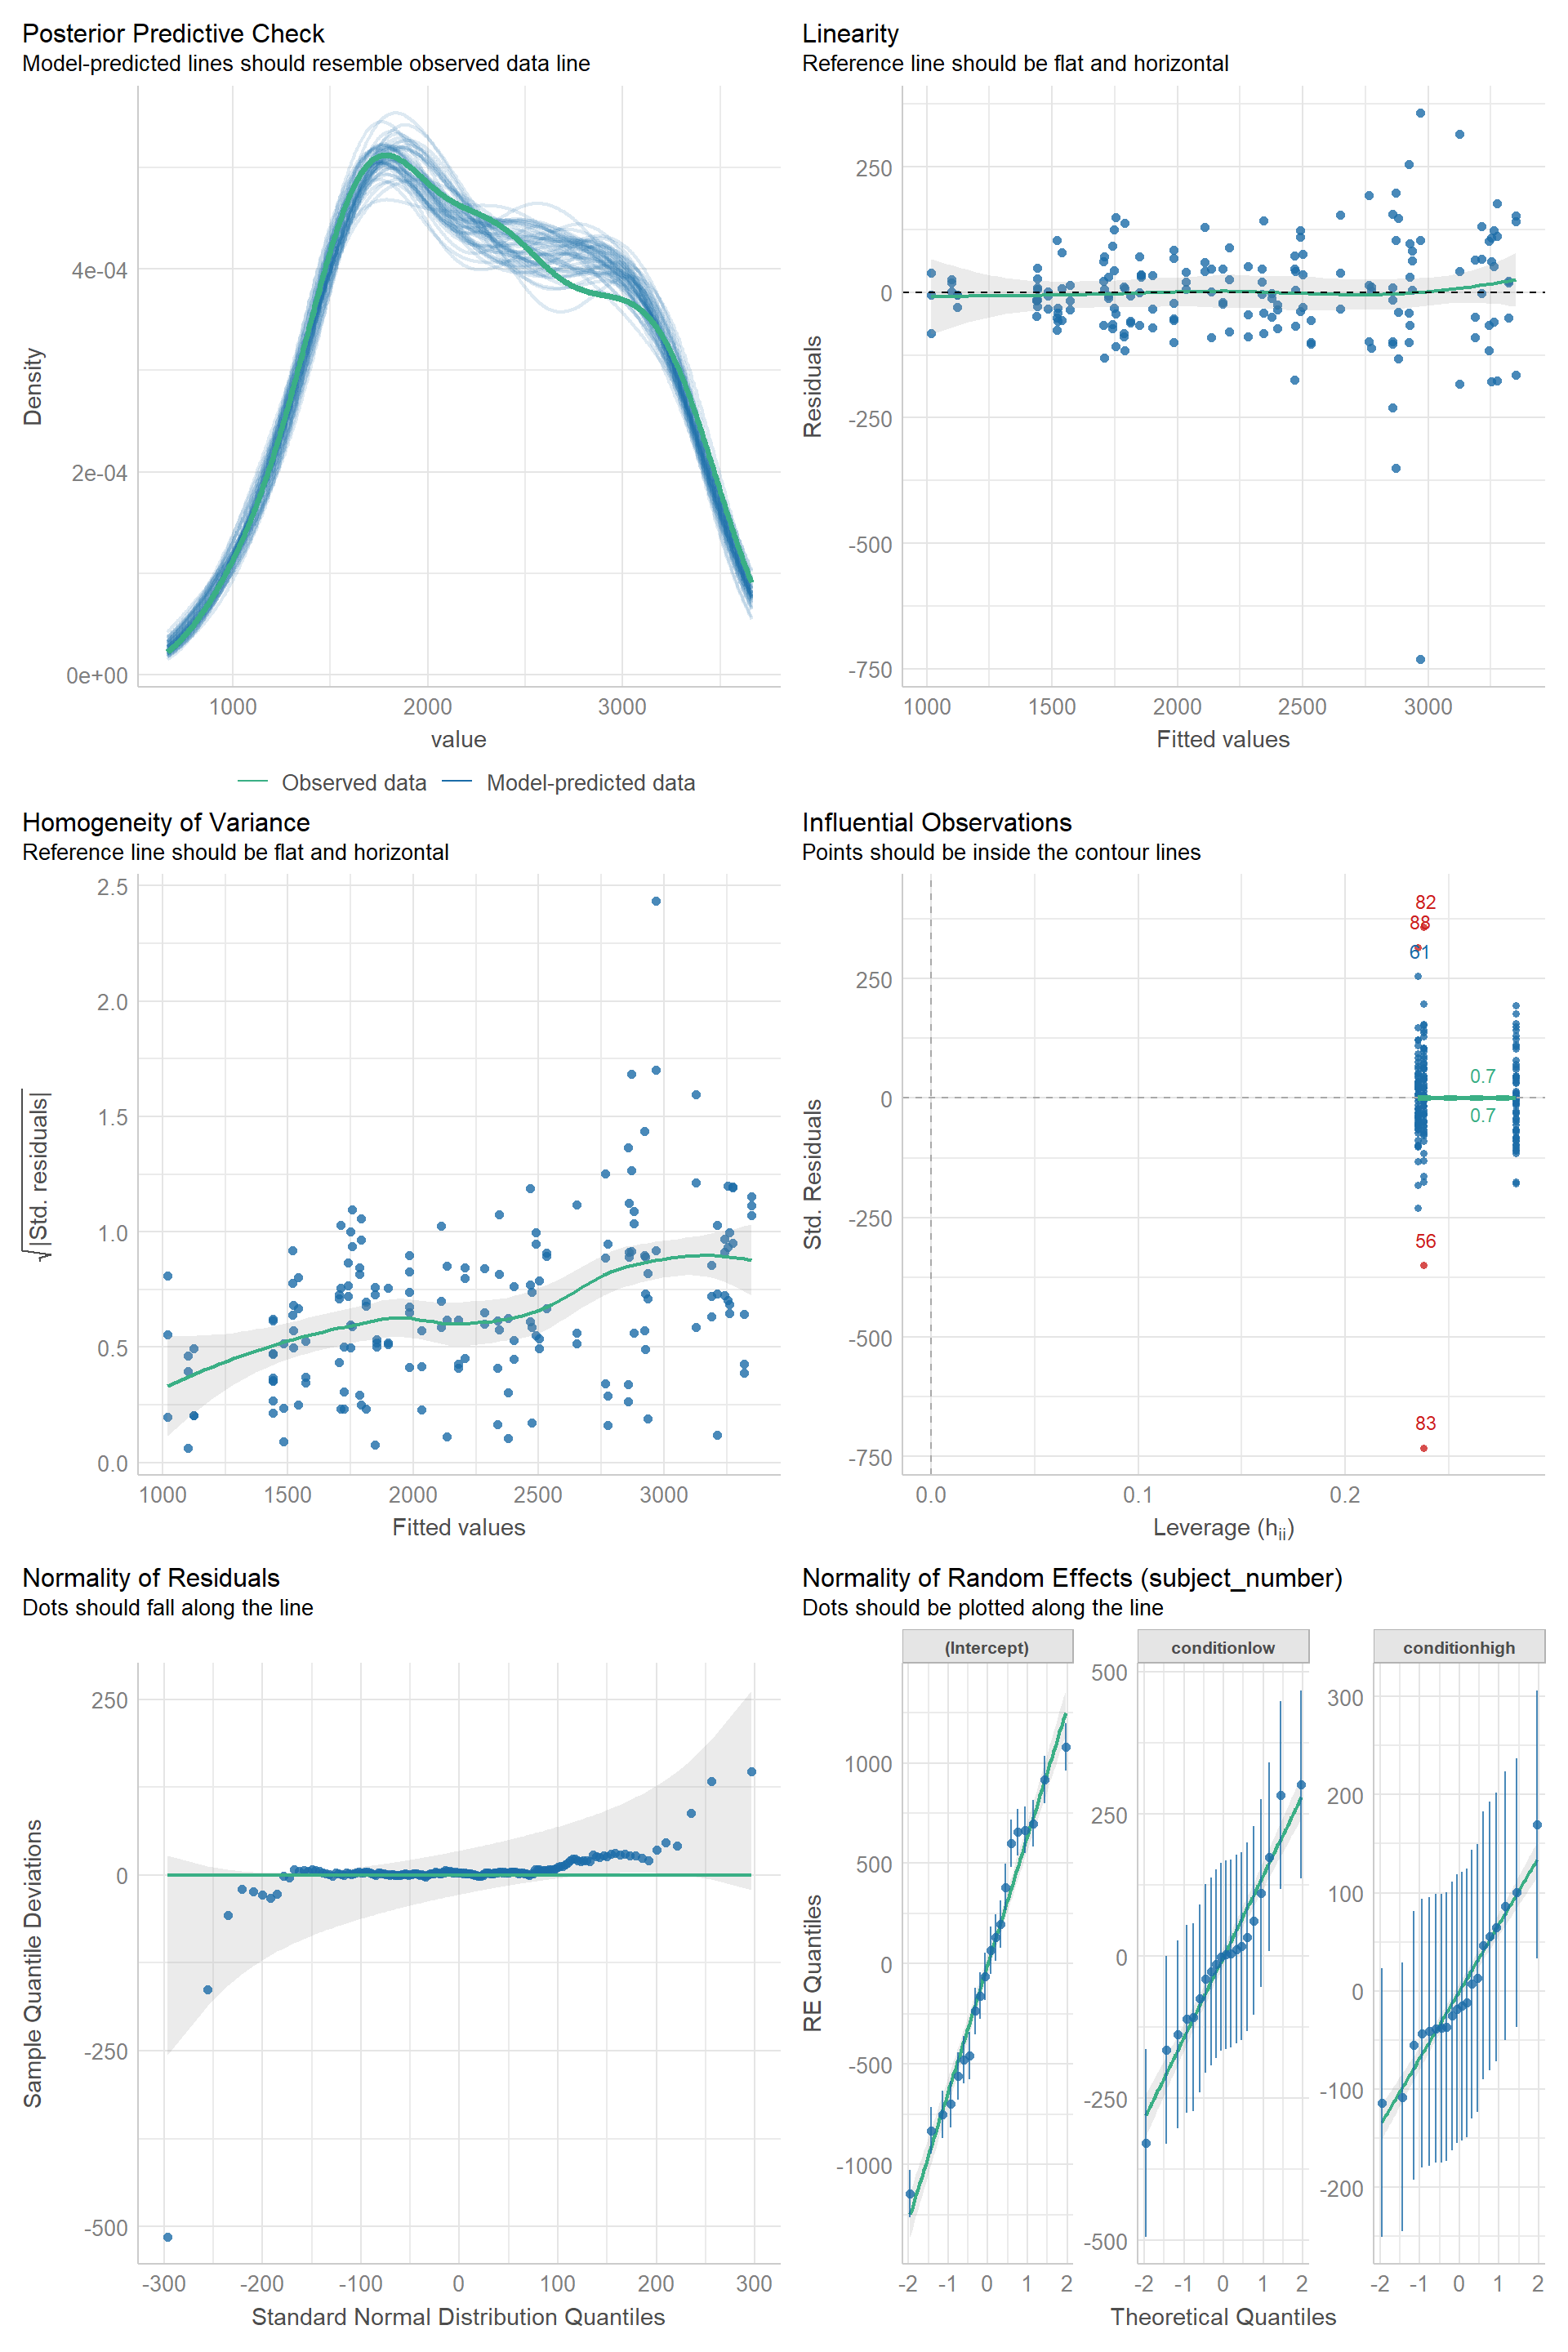 Posterior Predictive Check
Model-predicted lines should resemble observed data line
Density
4e-04
2e-04
0e+00
1000 2000 3000
value
Observed data Model-predicted data
Linearity
Reference line should be flat and horizontal
Residuals
250
0
-250
-500
-750
1000 1500 2000 2500 3000
Fitted values
Homogeneity of Variance
Reference line should be flat and horizontal
√|Std. residuals|
2.5
2.0
1.5
1.0
0.5
0.0
1000 1500 2000 2500 3000
Fitted values
Influential Observations
Points should be inside the contour lines
Std. Residuals
250
0
-250
-500
-750
82
88
61
0.7
0.7
56
83
0.0 0.1 0.2
Leverage (hii)
Normality of Residuals
Dots should fall along the line
Sample Quantile Deviations
250
0
-250
-500
-300 -200 -100 0 100 200 300
Standard Normal Distribution Quantiles
Normality of Random Effects (subject_number)
Dots should be plotted along the line
RE Quantiles
(Intercept)
1000
500
0
-500
-1000
-2 -1 0 1 2
conditionlow
500
250
0
-250
-500
-2 -1 0 1 2
conditionhigh
300
200
100
0
-100
-200
-2 -1 0 1 2
Theoretical Quantiles